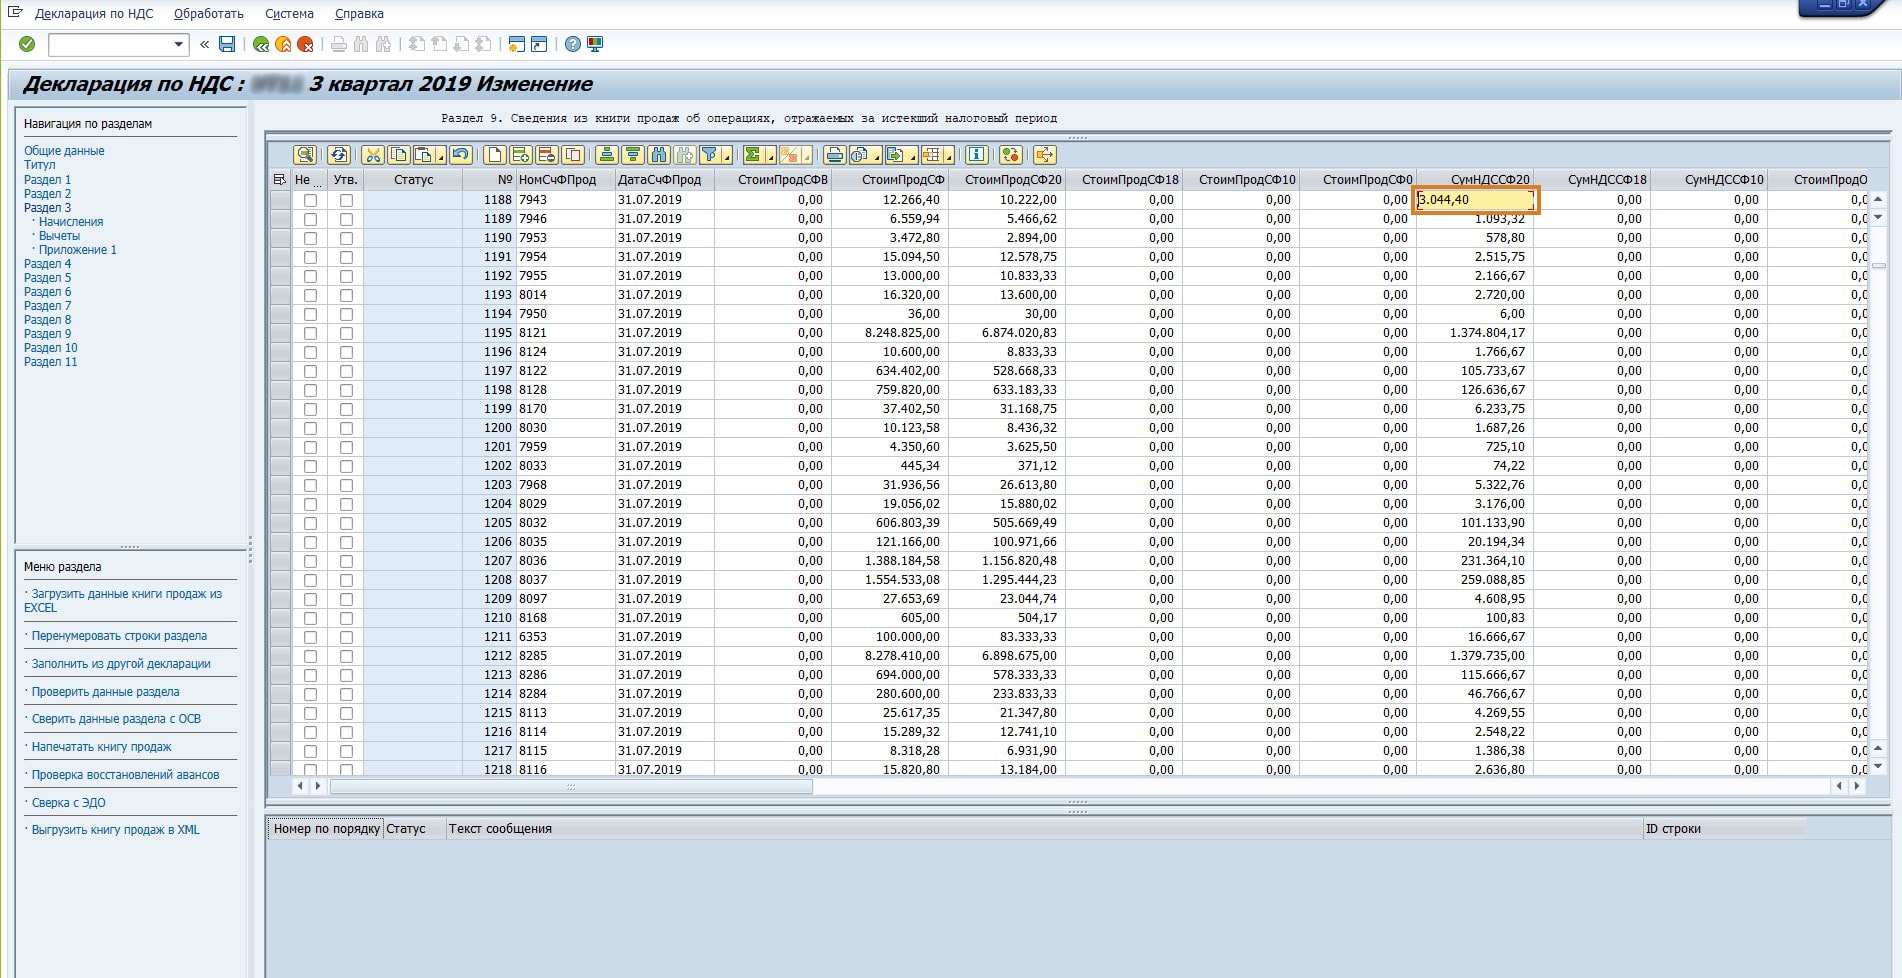 Декларация по НДС Обработать Система Справка
Декларация по НДС : 3 квартал 2019 Изменение
Навигация по разделам
Общие данные
Титул
Раздел 1
Раздел 2
Раздел 3
· Начисления
· Вычеты
· Приложение 1
Раздел 4
Раздел 5
Раздел 6
Раздел 7
Раздел 8
Раздел 9
Раздел 10
Раздел 11
Меню раздела
· Загрузить данные книги продаж из
EXCEL
· Перенумеровать строки раздела
· Заполнить из другой декларации
· Проверить данные раздела
· Сверить данные раздела с ОСВ
· Напечатать книгу продаж
· Проверка восстановлений авансов
· Сверка с ЭДО
· Выгрузить книгу продаж в XML
Раздел 9. Сведения из книги продаж об операциях, отражаемых за истекший налоговый период
Не ... Утв. Статус № НомСчФПрод ДатаСчФПрод СтоимПродСФВ СтоимПродСФ СтоимПродСФ20 СтоимПродСФ18 СтоимПродСФ10 СтоимПродСФ0 СумНДССФ20 СумНДССФ18 СумНДССФ10 СтоимПродО
1188 7943 31.07.2019 0,00 12.266,40 10.222,00 0,00 0,00 0,00 3.044,40 0,00 0,00 0,0
1189 7946 31.07.2019 0,00 6.559,94 5.466,62 0,00 0,00 0,00 1.093,32 0,00 0,00 0,0
1190 7953 31.07.2019 0,00 3.472,80 2.894,00 0,00 0,00 0,00 578,80 0,00 0,00 0,0
1191 7954 31.07.2019 0,00 15.094,50 12.578,75 0,00 0,00 0,00 2.515,75 0,00 0,00 0,0
1192 7955 31.07.2019 0,00 13.000,00 10.833,33 0,00 0,00 0,00 2.166,67 0,00 0,00 0,0
1193 8014 31.07.2019 0,00 16.320,00 13.600,00 0,00 0,00 0,00 2.720,00 0,00 0,00 0,0
1194 7950 31.07.2019 0,00 36,00 30,00 0,00 0,00 0,00 6,00 0,00 0,00 0,0
1195 8121 31.07.2019 0,00 8.248.825,00 6.874.020,83 0,00 0,00 0,00 1.374.804,17 0,00 0,00 0,0
1196 8124 31.07.2019 0,00 10.600,00 8.833,33 0,00 0,00 0,00 1.766,67 0,00 0,00 0,0
1197 8122 31.07.2019 0,00 634.402,00 528.668,33 0,00 0,00 0,00 105.733,67 0,00 0,00 0,0
1198 8128 31.07.2019 0,00 759.820,00 633.183,33 0,00 0,00 0,00 126.636,67 0,00 0,00 0,0
1199 8170 31.07.2019 0,00 37.402,50 31.168,75 0,00 0,00 0,00 6.233,75 0,00 0,00 0,0
1200 8030 31.07.2019 0,00 10.123,58 8.436,32 0,00 0,00 0,00 1.687,26 0,00 0,00 0,0
1201 7959 31.07.2019 0,00 4.350,60 3.625,50 0,00 0,00 0,00 725,10 0,00 0,00 0,0
1202 8033 31.07.2019 0,00 445,34 371,12 0,00 0,00 0,00 74,22 0,00 0,00 0,0
1203 7968 31.07.2019 0,00 31.936,56 26.613,80 0,00 0,00 0,00 5.322,76 0,00 0,00 0,0
1204 8029 31.07.2019 0,00 19.056,02 15.880,02 0,00 0,00 0,00 3.176,00 0,00 0,00 0,0
1205 8032 31.07.2019 0,00 606.803,39 505.669,49 0,00 0,00 0,00 101.133,90 0,00 0,00 0,0
1206 8035 31.07.2019 0,00 121.166,00 100.971,66 0,00 0,00 0,00 20.194,34 0,00 0,00 0,0
1207 8036 31.07.2019 0,00 1.388.184,58 1.156.820,48 0,00 0,00 0,00 231.364,10 0,00 0,00 0,0
1208 8037 31.07.2019 0,00 1.554.533,08 1.295.444,23 0,00 0,00 0,00 259.088,85 0,00 0,00 0,0
1209 8097 31.07.2019 0,00 27.653,69 23.044,74 0,00 0,00 0,00 4.608,95 0,00 0,00 0,0
1210 8168 31.07.2019 0,00 605,00 504,17 0,00 0,00 0,00 100,83 0,00 0,00 0,0
1211 6353 31.07.2019 0,00 100.000,00 83.333,33 0,00 0,00 0,00 16.666,67 0,00 0,00 0,0
1212 8285 31.07.2019 0,00 8.278.410,00 6.898.675,00 0,00 0,00 0,00 1.379.735,00 0,00 0,00 0,0
1213 8286 31.07.2019 0,00 694.000,00 578.333,33 0,00 0,00 0,00 115.666,67 0,00 0,00 0,0
1214 8284 31.07.2019 0,00 280.600,00 233.833,33 0,00 0,00 0,00 46.766,67 0,00 0,00 0,0
1215 8113 31.07.2019 0,00 25.617,35 21.347,80 0,00 0,00 0,00 4.269,55 0,00 0,00 0,0
1216 8114 31.07.2019 0,00 15.289,32 12.741,10 0,00 0,00 0,00 2.548,22 0,00 0,00 0,0
1217 8115 31.07.2019 0,00 8.318,28 6.931,90 0,00 0,00 0,00 1.386,38 0,00 0,00 0,0
1218 8116 31.07.2019 0,00 15.820,80 13.184,00 0,00 0,00 0,00 2.636,80 0,00 0,00 0,0
Номер по порядку Статус Текст сообщения ID строки